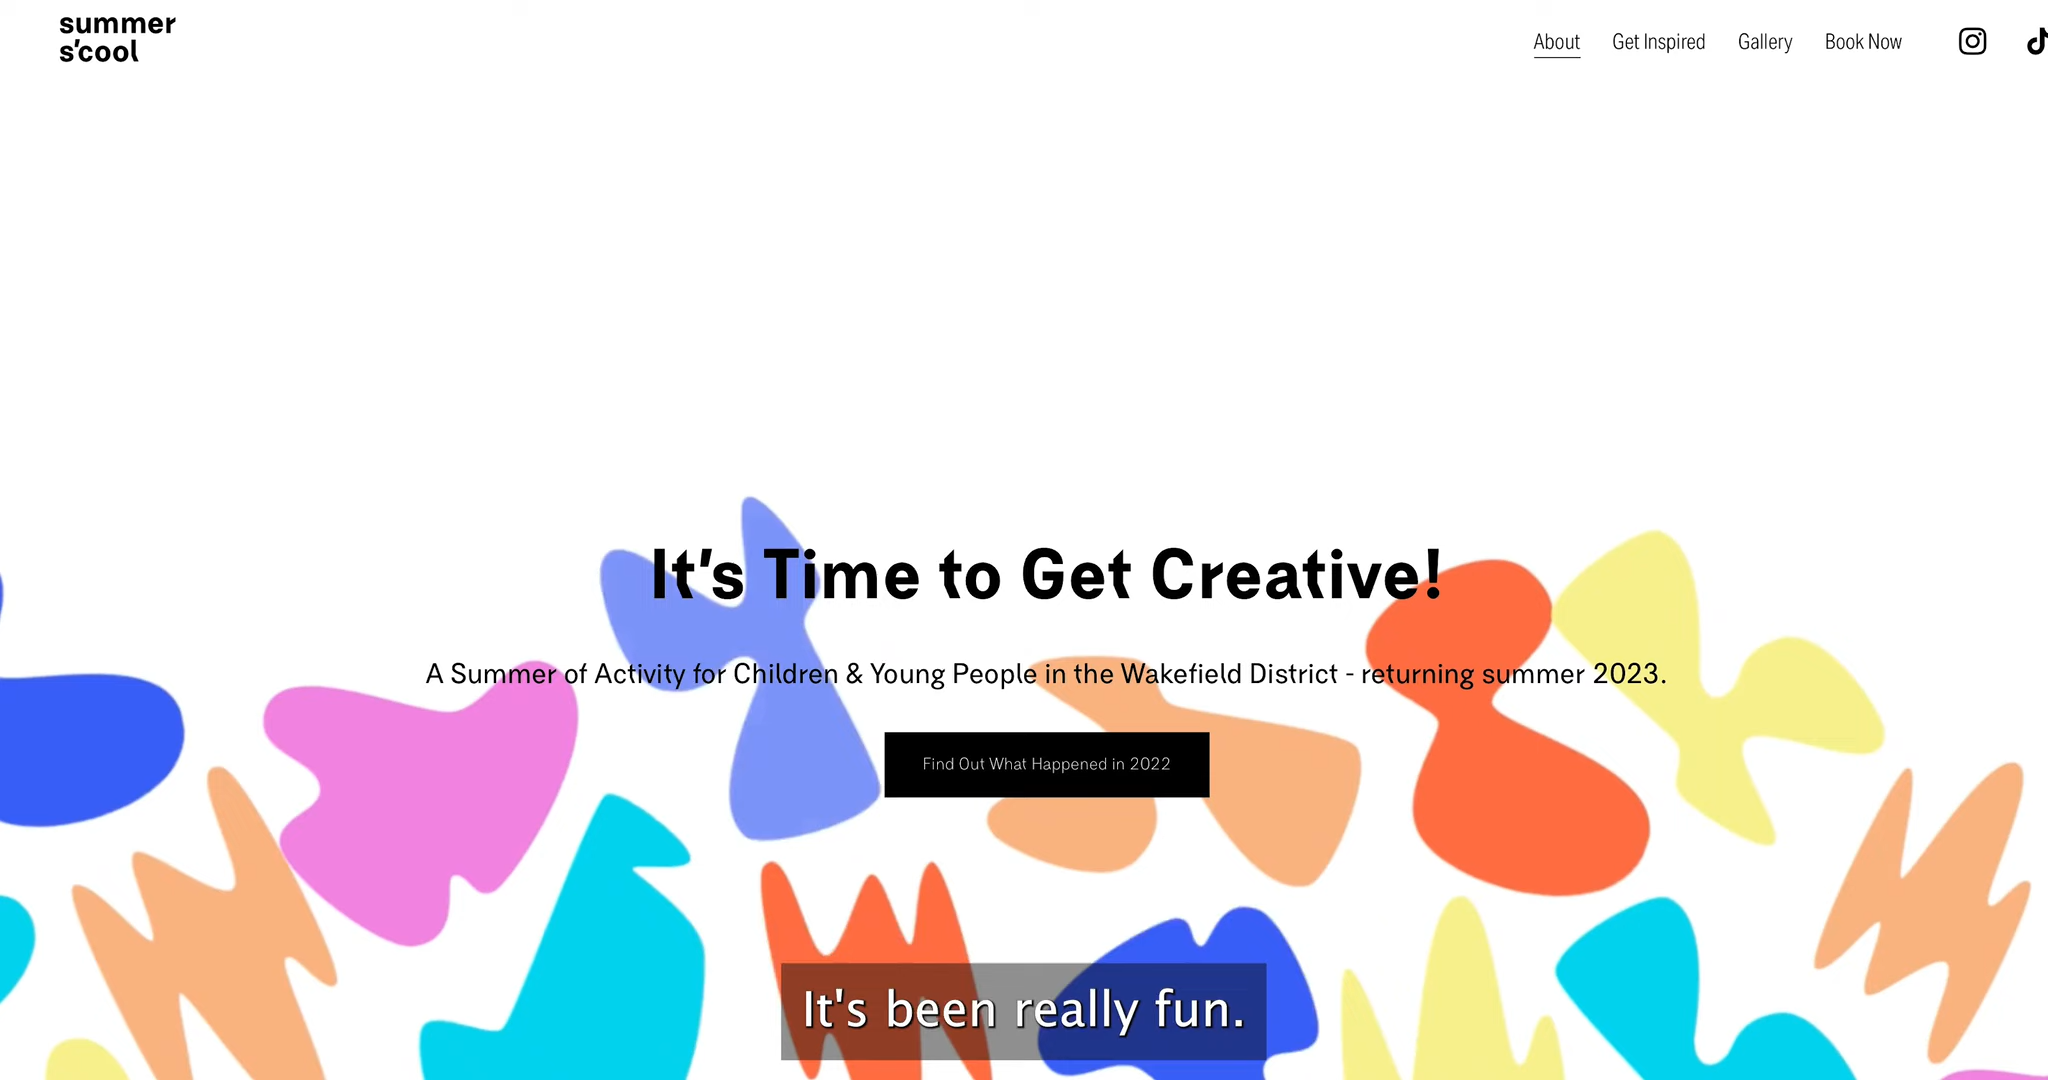 summer
s'cool
About Get Inspired Gallery Book Now
It's Time to Get Creative!
A Summer of Activity for Children & Young People in the Wakefield District - returning summer 2023.
Find Out What Happened in 2022
It's been really fun.